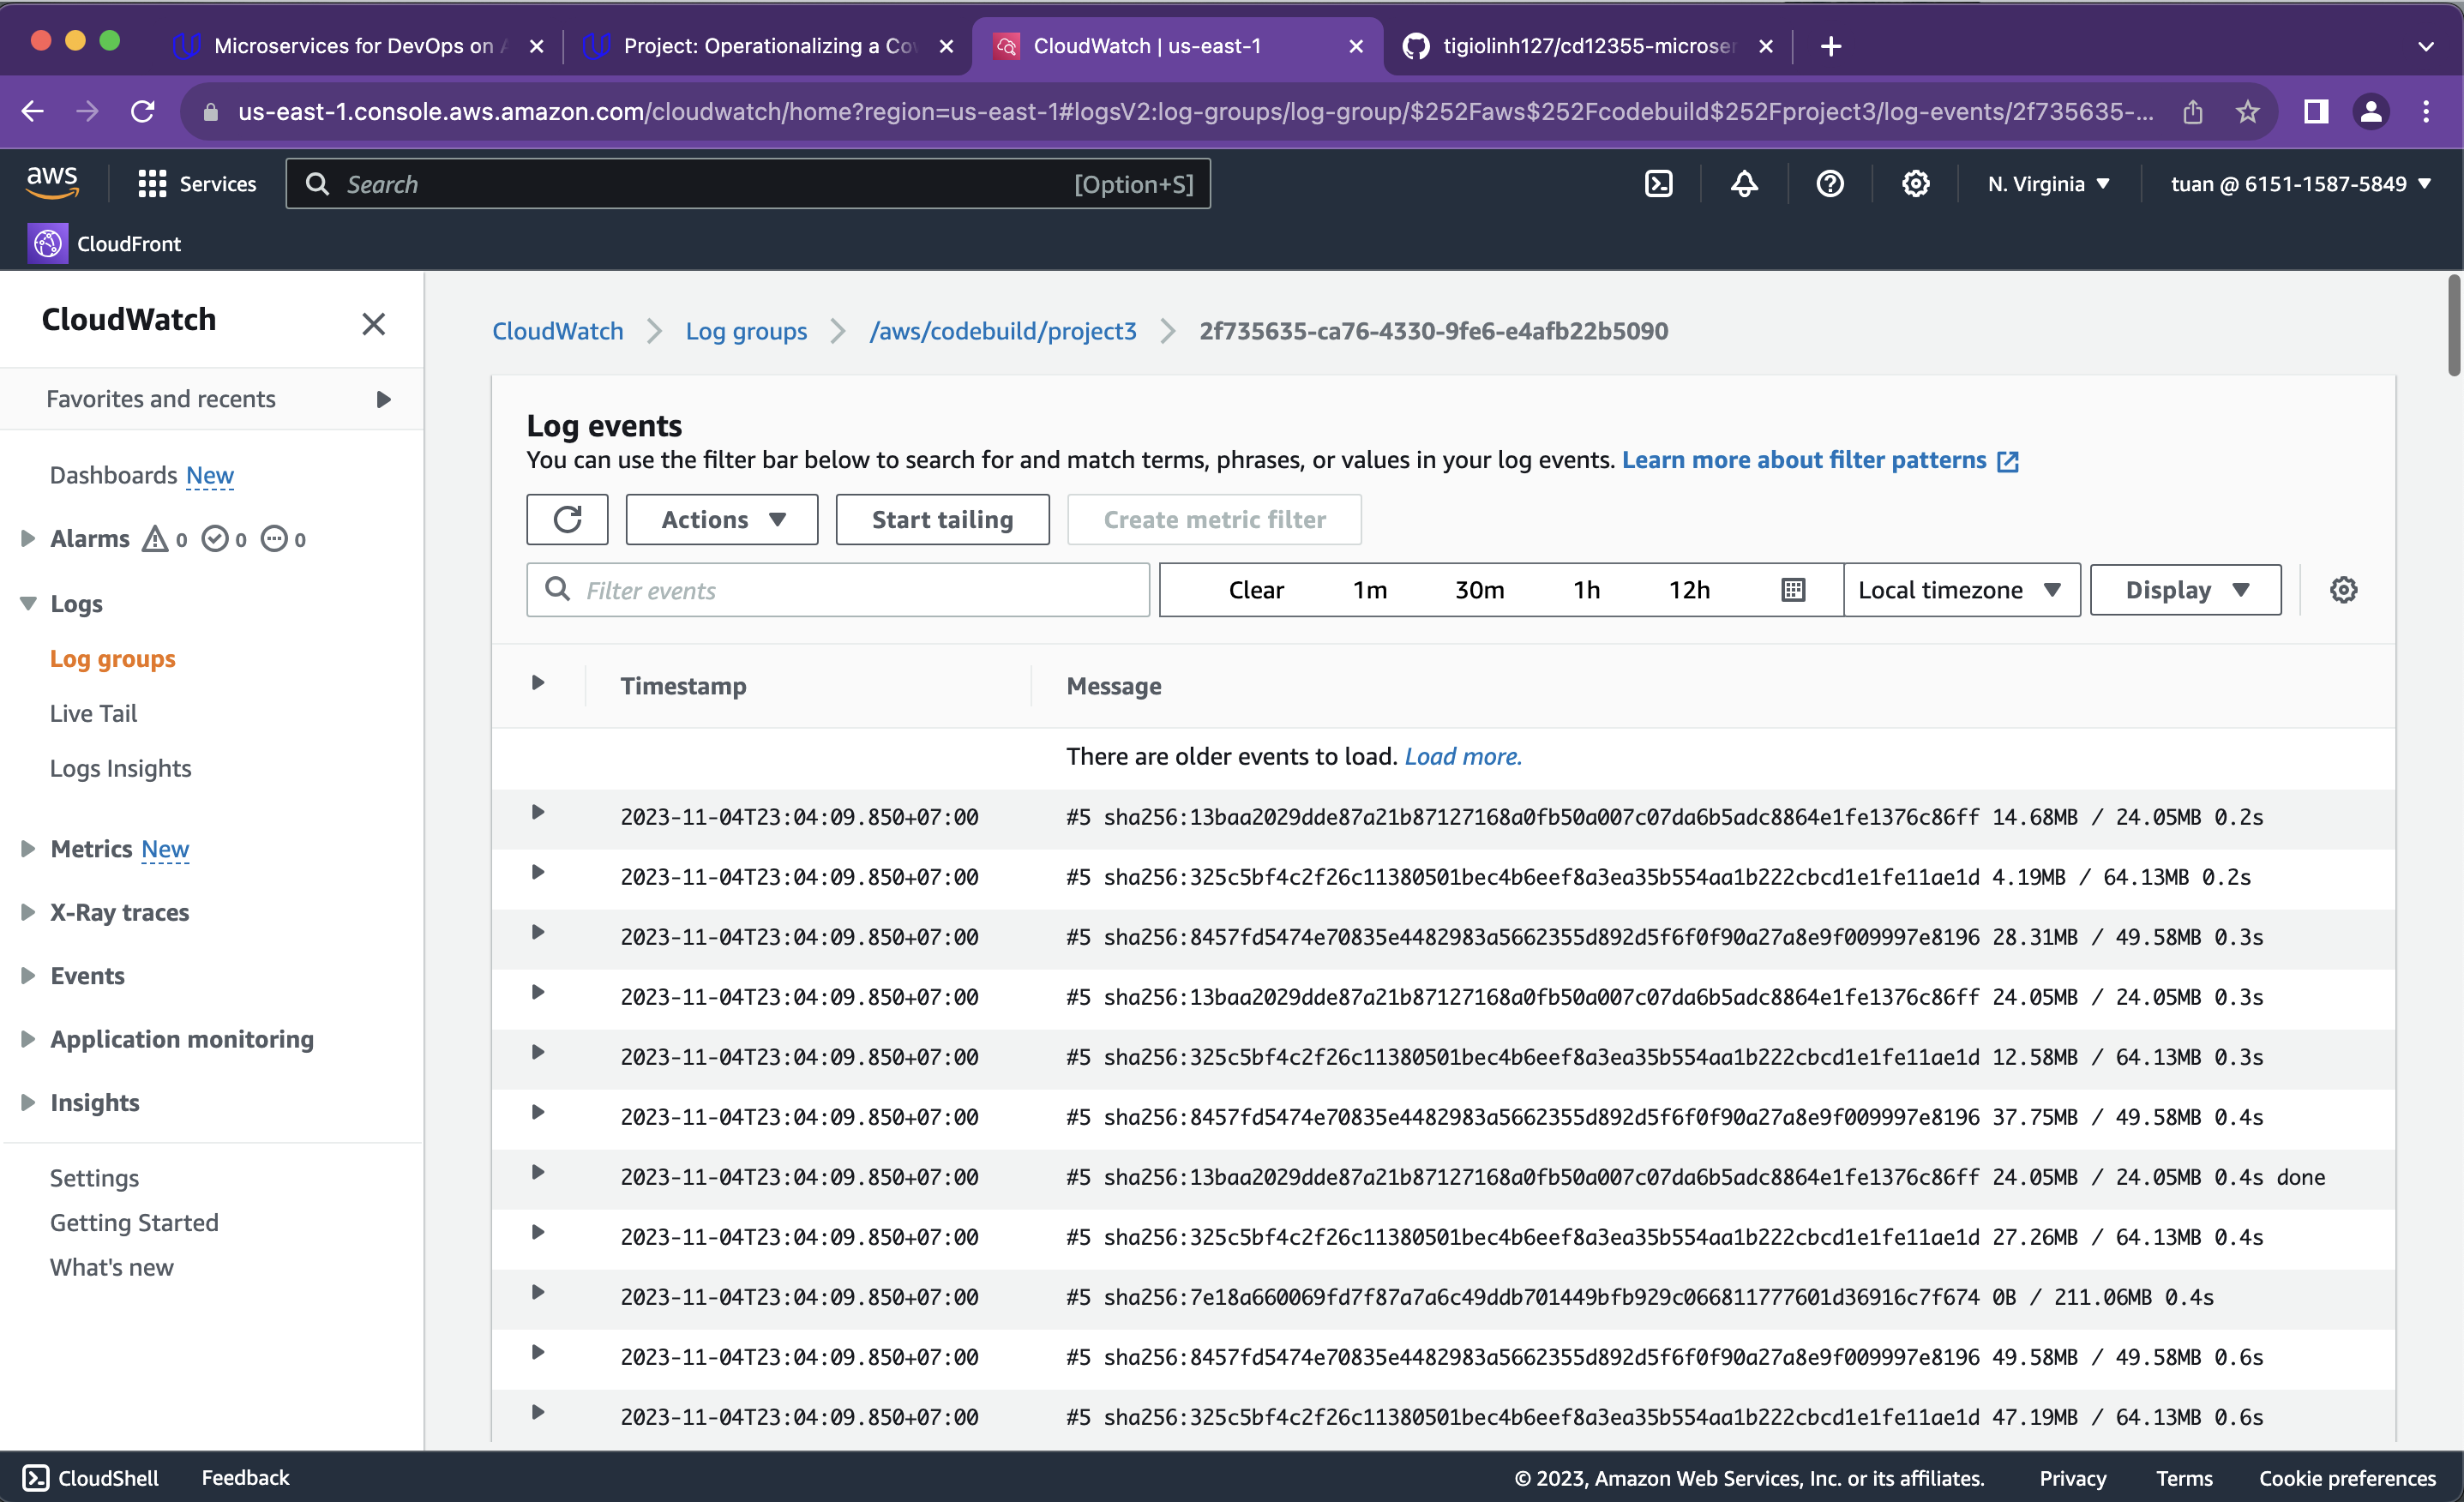 Microservices for DevOps on A
Project: Operationalizing a Co
CloudWatch | us-east-1
tigiolinh127/cd12355-microser
us-east-1.console.aws.amazon.com/cloudwatch/home?region=us-east-1#logsV2:log-groups/log-group/$252Faws$252Fcodebuild$252Fproject3/log-events/2f735635-...
aws
Services
Search
[Option+S]
N. Virginia
tuan @ 6151-1587-5849
CloudFront
CloudWatch
Favorites and recents
Dashboards New
Alarms 0 0 0
Logs
Log groups
Live Tail
Logs Insights
Metrics New
X-Ray traces
Events
Application monitoring
Insights
Settings
Getting Started
What's new
CloudWatch
Log groups
/aws/codebuild/project3
2f735635-ca76-4330-9fe6-e4afb22b5090
Log events
You can use the filter bar below to search for and match terms, phrases, or values in your log events. Learn more about filter patterns
Actions
Start tailing
Create metric filter
Filter events
Clear 1m 30m 1h 12h
Local timezone
Display
Timestamp Message
There are older events to load. Load more.
2023-11-04T23:04:09.850+07:00 #5 sha256:13baa2029dde87a21b87127168a0fb50a007c07da6b5adc8864e1fe1376c86ff 14.68MB / 24.05MB 0.2s
2023-11-04T23:04:09.850+07:00 #5 sha256:325c5bf4c2f26c11380501bec4b6eef8a3ea35b554aa1b222cbcd1e1fe11ae1d 4.19MB / 64.13MB 0.2s
2023-11-04T23:04:09.850+07:00 #5 sha256:8457fd5474e70835e4482983a5662355d892d5f6f0f90a27a8e9f009997e8196 28.31MB / 49.58MB 0.3s
2023-11-04T23:04:09.850+07:00 #5 sha256:13baa2029dde87a21b87127168a0fb50a007c07da6b5adc8864e1fe1376c86ff 24.05MB / 24.05MB 0.3s
2023-11-04T23:04:09.850+07:00 #5 sha256:325c5bf4c2f26c11380501bec4b6eef8a3ea35b554aa1b222cbcd1e1fe11ae1d 12.58MB / 64.13MB 0.3s
2023-11-04T23:04:09.850+07:00 #5 sha256:8457fd5474e70835e4482983a5662355d892d5f6f0f90a27a8e9f009997e8196 37.75MB / 49.58MB 0.4s
2023-11-04T23:04:09.850+07:00 #5 sha256:13baa2029dde87a21b87127168a0fb50a007c07da6b5adc8864e1fe1376c86ff 24.05MB / 24.05MB 0.4s done
2023-11-04T23:04:09.850+07:00 #5 sha256:325c5bf4c2f26c11380501bec4b6eef8a3ea35b554aa1b222cbcd1e1fe11ae1d 27.26MB / 64.13MB 0.4s
2023-11-04T23:04:09.850+07:00 #5 sha256:7e18a660069fd7f87a7a6c49ddb701449bfb929c066811777601d36916c7f674 0B / 211.06MB 0.4s
2023-11-04T23:04:09.850+07:00 #5 sha256:8457fd5474e70835e4482983a5662355d892d5f6f0f90a27a8e9f009997e8196 49.58MB / 49.58MB 0.6s
2023-11-04T23:04:09.850+07:00 #5 sha256:325c5bf4c2f26c11380501bec4b6eef8a3ea35b554aa1b222cbcd1e1fe11ae1d 47.19MB / 64.13MB 0.6s
CloudShell
Feedback
© 2023, Amazon Web Services, Inc. or its affiliates.
Privacy
Terms
Cookie preferences